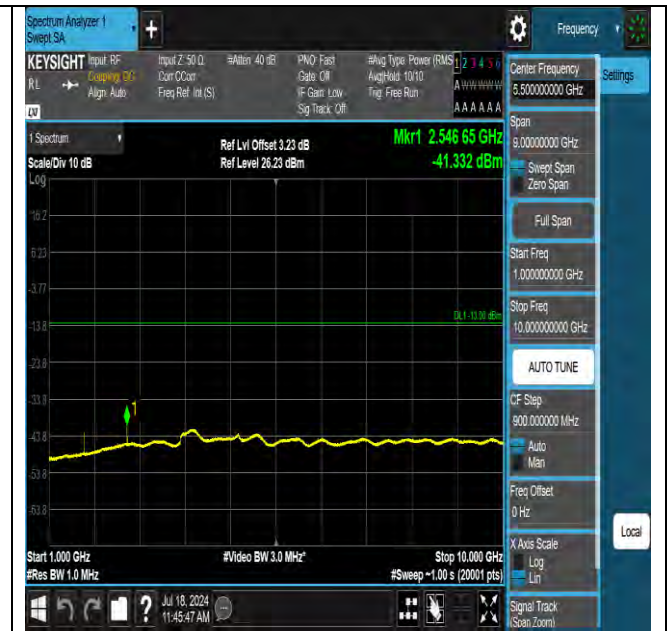 Spectrum Analyzer 1
Swept SA
+
Frequency
KEYSIGHT
RL
Input: RF
Coupling: DC
Align: Auto
Input Z: 50 Ω
Corr CCorr
Freq Ref: Int (S)
#Atten: 40 dB
PNO: Fast
Gate: Off
IF Gain: Low
Sig Track: Off
#Avg Type: Power (RMS
Avg|Hold: 10/10
Trig: Free Run
1 2 3 4 5 6
A W W W W W
A A A A A A
1 Spectrum
Scale/Div 10 dB
Log
Ref Lvl Offset 3.23 dB
Ref Level 26.23 dBm
Mkr1 2.546 65 GHz
-41.332 dBm
16.2
6.23
-3.77
-13.8
-23.8
-33.8
-43.8
-53.8
-63.8
DL1 -13.00 dBm
1
Start 1.000 GHz
#Res BW 1.0 MHz
#Video BW 3.0 MHz*
Stop 10.000 GHz
#Sweep ~1.00 s (20001 pts)
?
Jul 18, 2024
11:45:47 AM
Center Frequency
5.500000000 GHz
Settings
Span
9.00000000 GHz
Swept Span
Zero Span
Full Span
Start Freq
1.000000000 GHz
Stop Freq
10.000000000 GHz
AUTO TUNE
CF Step
900.000000 MHz
Auto
Man
Freq Offset
0 Hz
X Axis Scale
Log
Lin
Signal Track
(Span Zoom)
Local